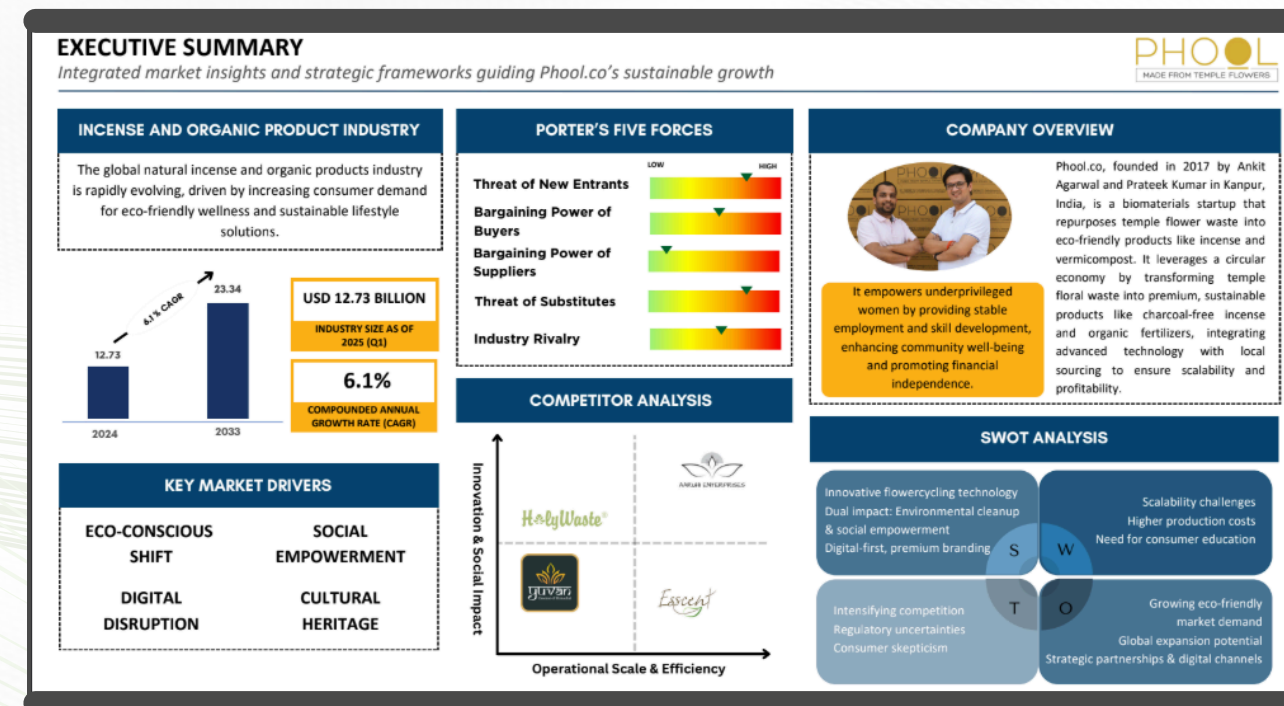 EXECUTIVE SUMMARY
Integrated market insights and strategic frameworks guiding Phool.co's sustainable growth
PHOOL
MADE FROM TEMPLE FLOWERS
INCENSE AND ORGANIC PRODUCT INDUSTRY
The global natural incense and organic products industry
is rapidly evolving, driven by increasing consumer demand
for eco-friendly wellness and sustainable lifestyle
solutions.
6.1% CAGR
12.73
23.34
2024
2033
USD 12.73 BILLION
INDUSTRY SIZE AS OF
2025 (Q1)
6.1%
COMPOUNDED ANNUAL
GROWTH RATE (CAGR)
KEY MARKET DRIVERS
ECO-CONSCIOUS
SHIFT
SOCIAL
EMPOWERMENT
DIGITAL
DISRUPTION
CULTURAL
HERITAGE
PORTER'S FIVE FORCES
LOW
HIGH
Threat of New Entrants
Bargaining Power of
Buyers
Bargaining Power of
Suppliers
Threat of Substitutes
Industry Rivalry
COMPETITOR ANALYSIS
Innovation & Social Impact
HolyWaste
yuvan
Esscent
ENTERPRISES
Operational Scale & Efficiency
COMPANY OVERVIEW
PHOOL
It empowers underprivileged
women by providing stable
employment and skill development,
enhancing community well-being
and promoting financial
independence.
Phool.co, founded in 2017 by Ankit
Agarwal and Prateek Kumar in Kanpur,
India, is a biomaterials startup that
repurposes temple flower waste into
eco-friendly products like incense and
vermicompost. It leverages a circular
economy by transforming temple
floral waste into premium, sustainable
products like charcoal-free incense
and organic fertilizers, integrating
advanced technology with local
sourcing to ensure scalability and
profitability.
SWOT ANALYSIS
Innovative flowercycling technology
Dual impact: Environmental cleanup
& social empowerment
Digital-first, premium branding
S
W
Scalability challenges
Higher production costs
Need for consumer education
Intensifying competition
Regulatory uncertainties
Consumer skepticism
T
O
Growing eco-friendly
market demand
Global expansion potential
Strategic partnerships & digital channels